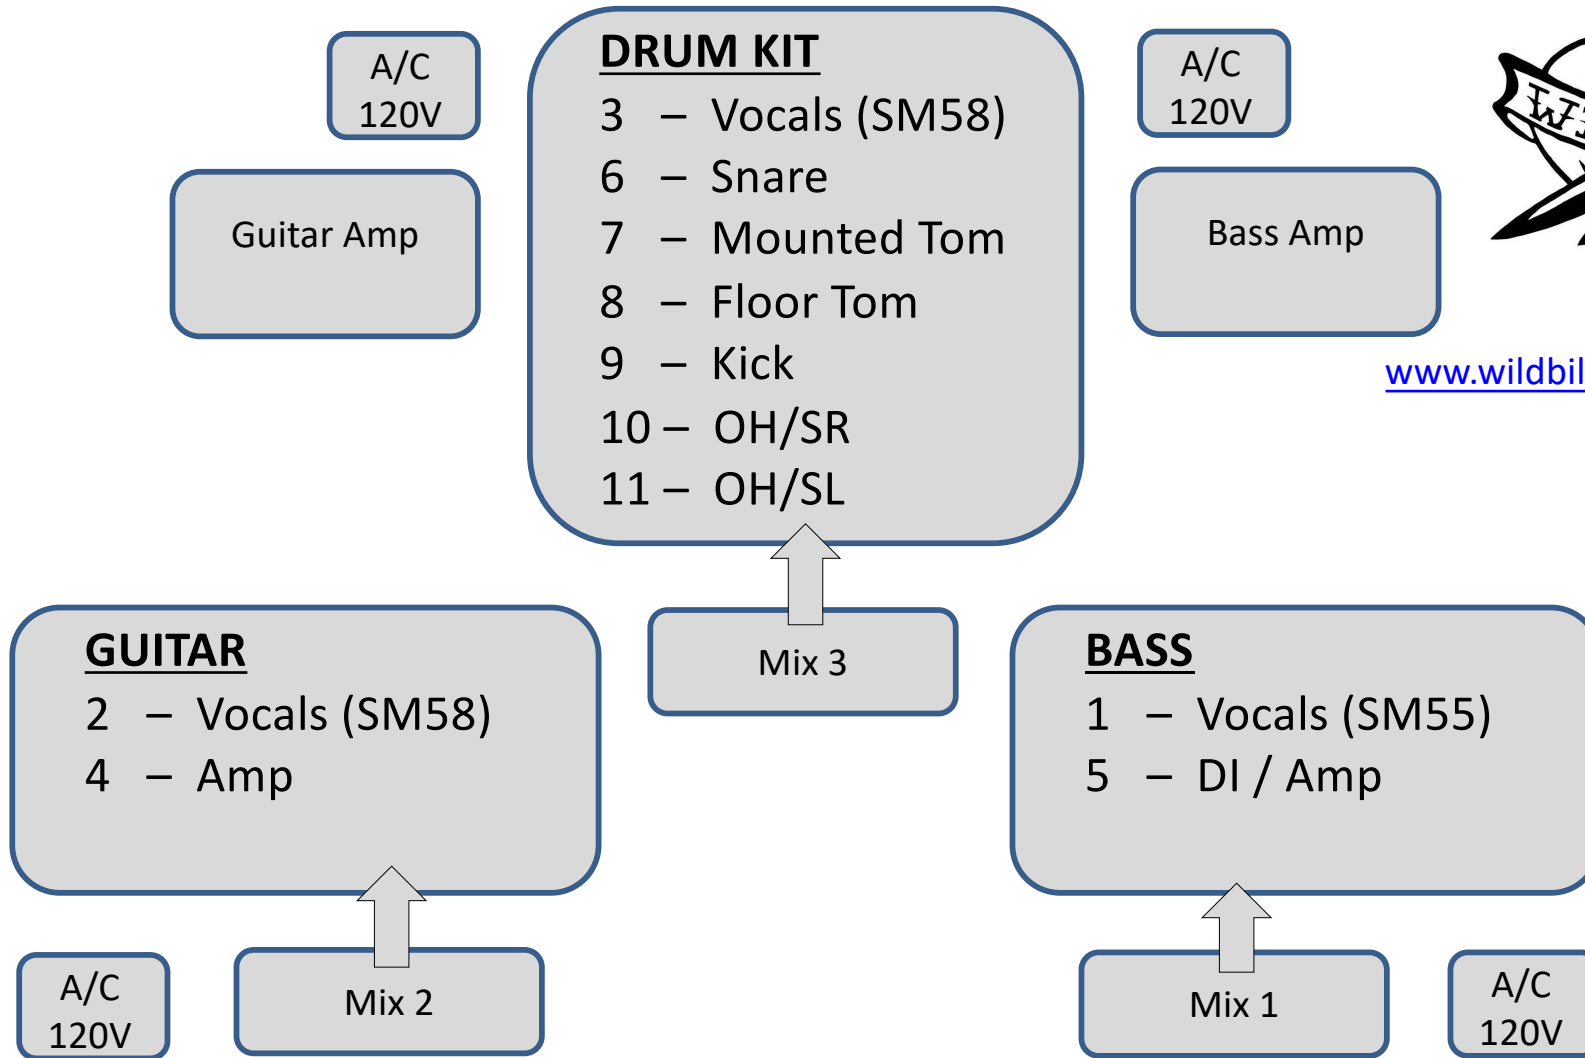 A/C
120V
Guitar Amp
DRUM KIT
3 – Vocals (SM58)
6 – Snare
7 – Mounted Tom
8 – Floor Tom
9 – Kick
10 – OH/SR
11 – OH/SL
A/C
120V
Bass Amp
www.wildbil
Mix 3
GUITAR
2 – Vocals (SM58)
4 – Amp
BASS
1 – Vocals (SM55)
5 – DI / Amp
A/C
120V
Mix 2
Mix 1
A/C
120V